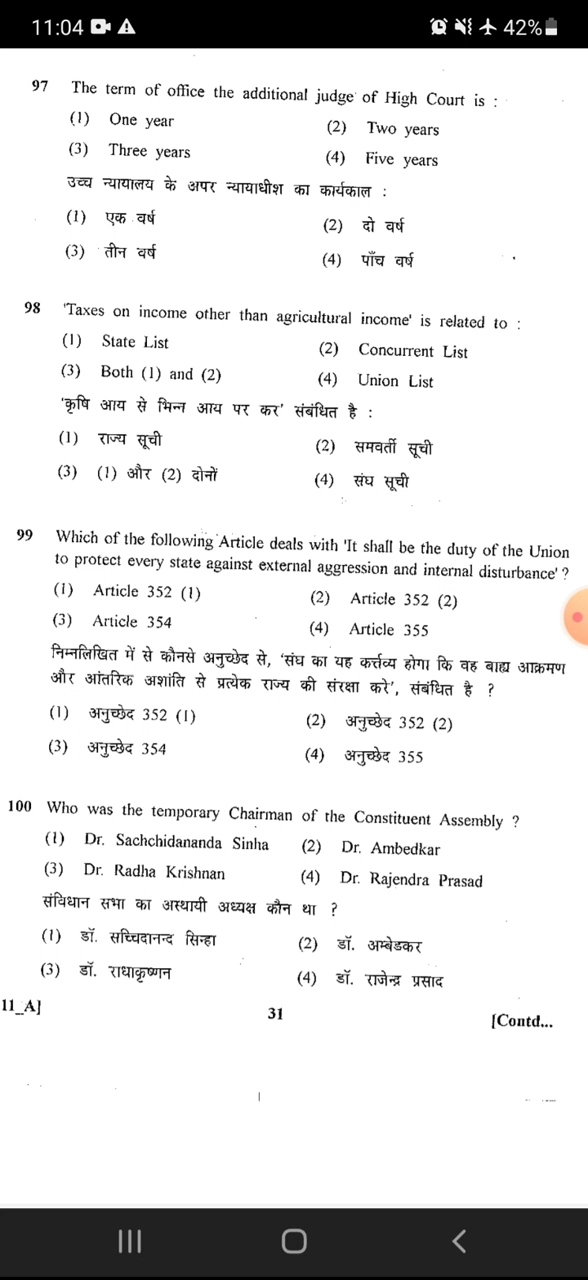 11:04
42%
97 The term of office the additional judge of High Court is :
(1) One year (2) Two years
(3) Three years (4) Five years
उच्च न्यायालय के अपर न्यायाधीश का कार्यकाल :
(1) एक वर्ष (2) दो वर्ष
(3) तीन वर्ष (4) पाँच वर्ष
98 'Taxes on income other than agricultural income' is related to :
(1) State List (2) Concurrent List
(3) Both (1) and (2) (4) Union List
'कृषि आय से भिन्न आय पर कर' संबंधित है :
(1) राज्य सूची (2) समवर्ती सूची
(3) (1) और (2) दोनों (4) संघ सूची
99 Which of the following Article deals with 'It shall be the duty of the Union
to protect every state against external aggression and internal disturbance' ?
(1) Article 352 (1) (2) Article 352 (2)
(3) Article 354 (4) Article 355
निम्नलिखित में से कौनसे अनुच्छेद से, 'संघ का यह कर्त्तव्य होगा कि वह बाह्य आक्रमण
और आंतरिक अशांति से प्रत्येक राज्य की संरक्षा करे', संबंधित है ?
(1) अनुच्छेद 352 (1) (2) अनुच्छेद 352 (2)
(3) अनुच्छेद 354 (4) अनुच्छेद 355
100 Who was the temporary Chairman of the Constituent Assembly ?
(1) Dr. Sachchidananda Sinha (2) Dr. Ambedkar
(3) Dr. Radha Krishnan (4) Dr. Rajendra Prasad
संविधान सभा का अस्थायी अध्यक्ष कौन था ?
(1) डॉ. सच्चिदानन्द सिन्हा (2) डॉ. अम्बेडकर
(3) डॉ. राधाकृष्णन (4) डॉ. राजेन्द्र प्रसाद
11_A] 31 [Contd...